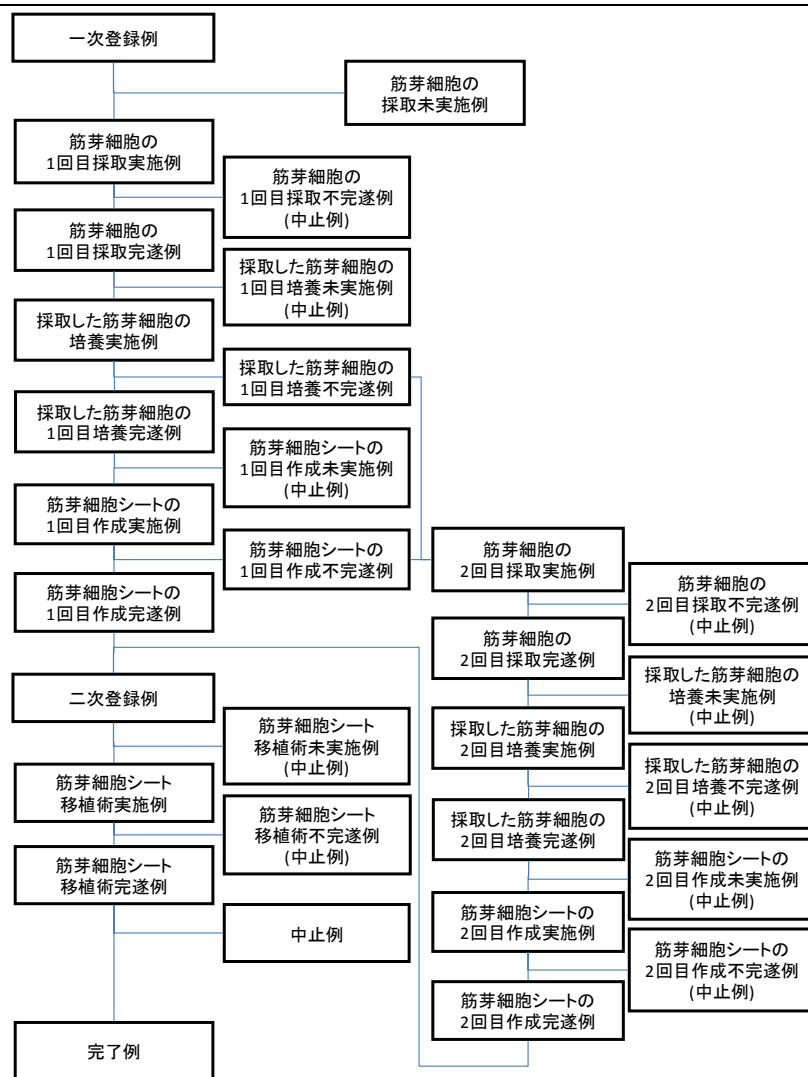 一次登録例
筋芽細胞の
採取未実施例
筋芽細胞の
1回目採取実施例
筋芽細胞の
1回目採取不完遂例
(中止例)
筋芽細胞の
1回目採取完遂例
採取した筋芽細胞の
1回目培養未実施例
(中止例)
採取した筋芽細胞の
培養実施例
採取した筋芽細胞の
1回目培養不完遂例
採取した筋芽細胞の
1回目培養完遂例
筋芽細胞シートの
1回目作成未実施例
(中止例)
筋芽細胞シートの
1回目作成実施例
筋芽細胞シートの
1回目作成不完遂例
筋芽細胞シートの
1回目作成完遂例
二次登録例
筋芽細胞シート
移植術未実施例
(中止例)
筋芽細胞シート
移植術実施例
筋芽細胞シート
移植術不完遂例
(中止例)
筋芽細胞シート
移植術完遂例
中止例
完了例
筋芽細胞の
2回目採取実施例
筋芽細胞の
2回目採取不完遂例
(中止例)
筋芽細胞の
2回目採取完遂例
採取した筋芽細胞の
培養未実施例
(中止例)
採取した筋芽細胞の
2回目培養実施例
採取した筋芽細胞の
2回目培養不完遂例
(中止例)
採取した筋芽細胞の
2回目培養完遂例
筋芽細胞シートの
2回目作成未実施例
(中止例)
筋芽細胞シートの
2回目作成実施例
筋芽細胞シートの
2回目作成不完遂例
(中止例)
筋芽細胞シートの
2回目作成完遂例